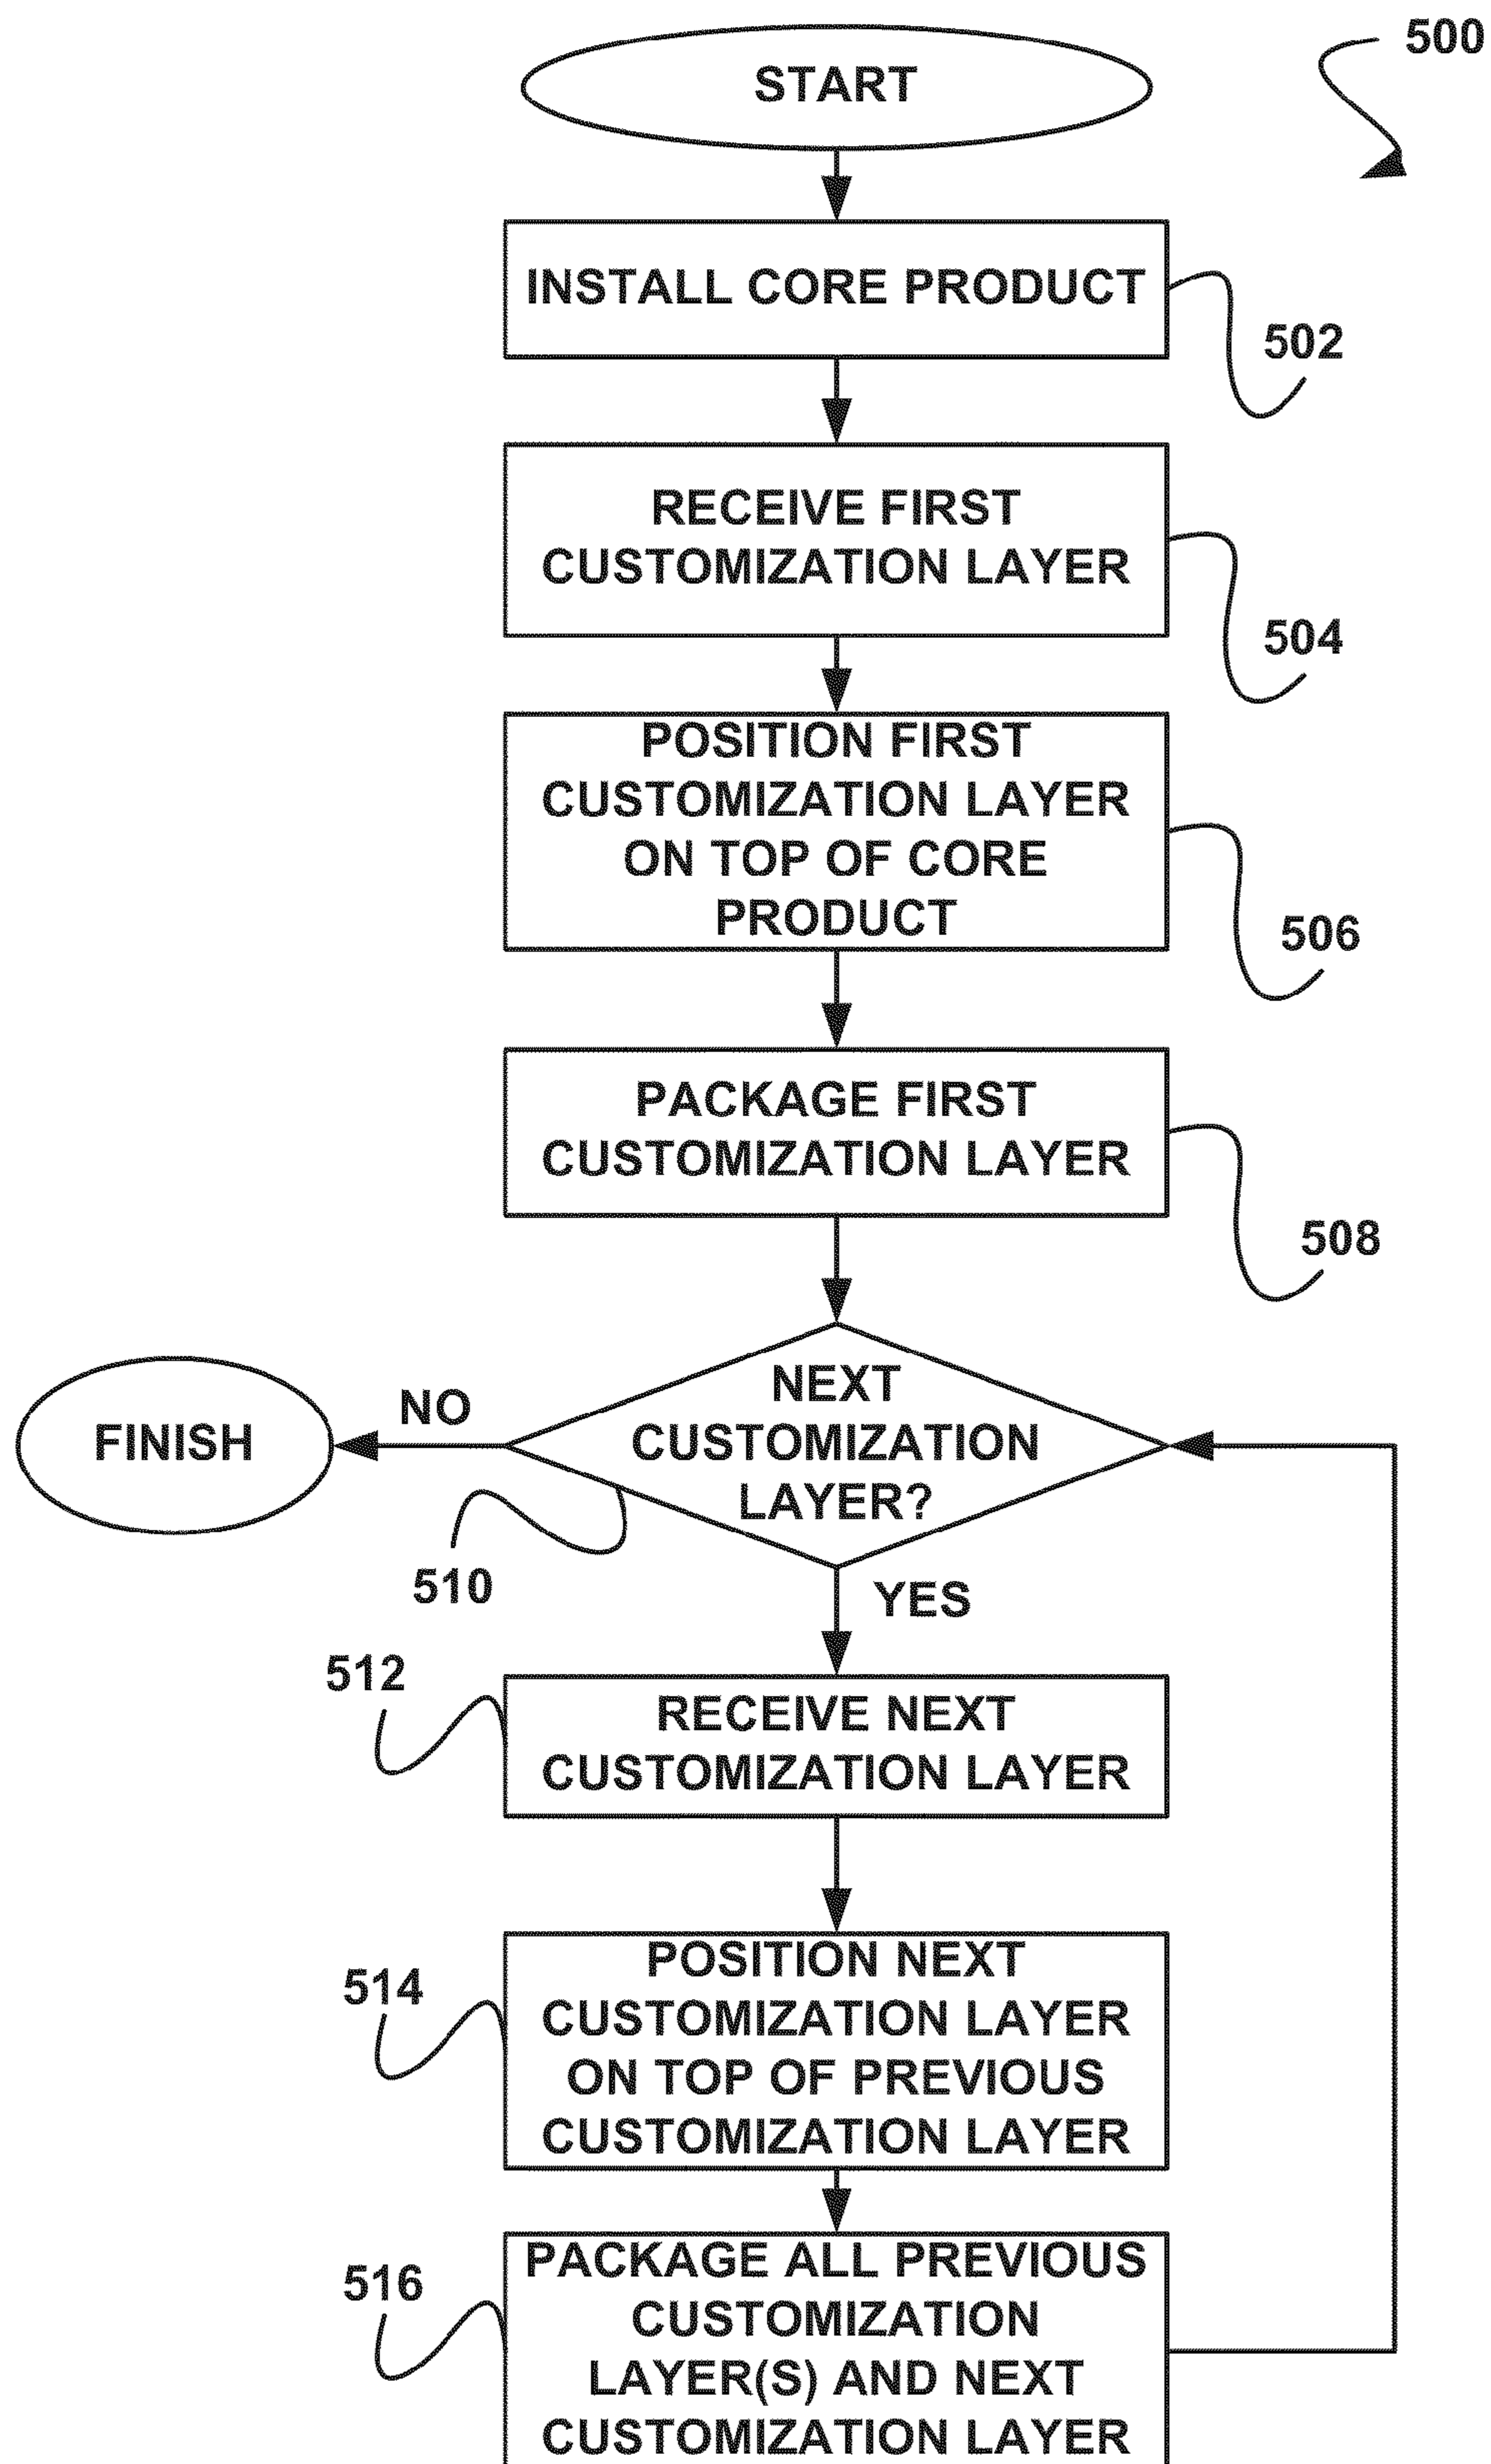 START
500
INSTALL CORE PRODUCT
502
RECEIVE FIRST
CUSTOMIZATION LAYER
504
POSITION FIRST
CUSTOMIZATION LAYER
ON TOP OF CORE
PRODUCT
506
PACKAGE FIRST
CUSTOMIZATION LAYER
508
NEXT
CUSTOMIZATION
LAYER?
NO
FINISH
510
YES
512
RECEIVE NEXT
CUSTOMIZATION LAYER
514
POSITION NEXT
CUSTOMIZATION LAYER
ON TOP OF PREVIOUS
CUSTOMIZATION LAYER
516
PACKAGE ALL PREVIOUS
CUSTOMIZATION
LAYER(S) AND NEXT
CUSTOMIZATION LAYER